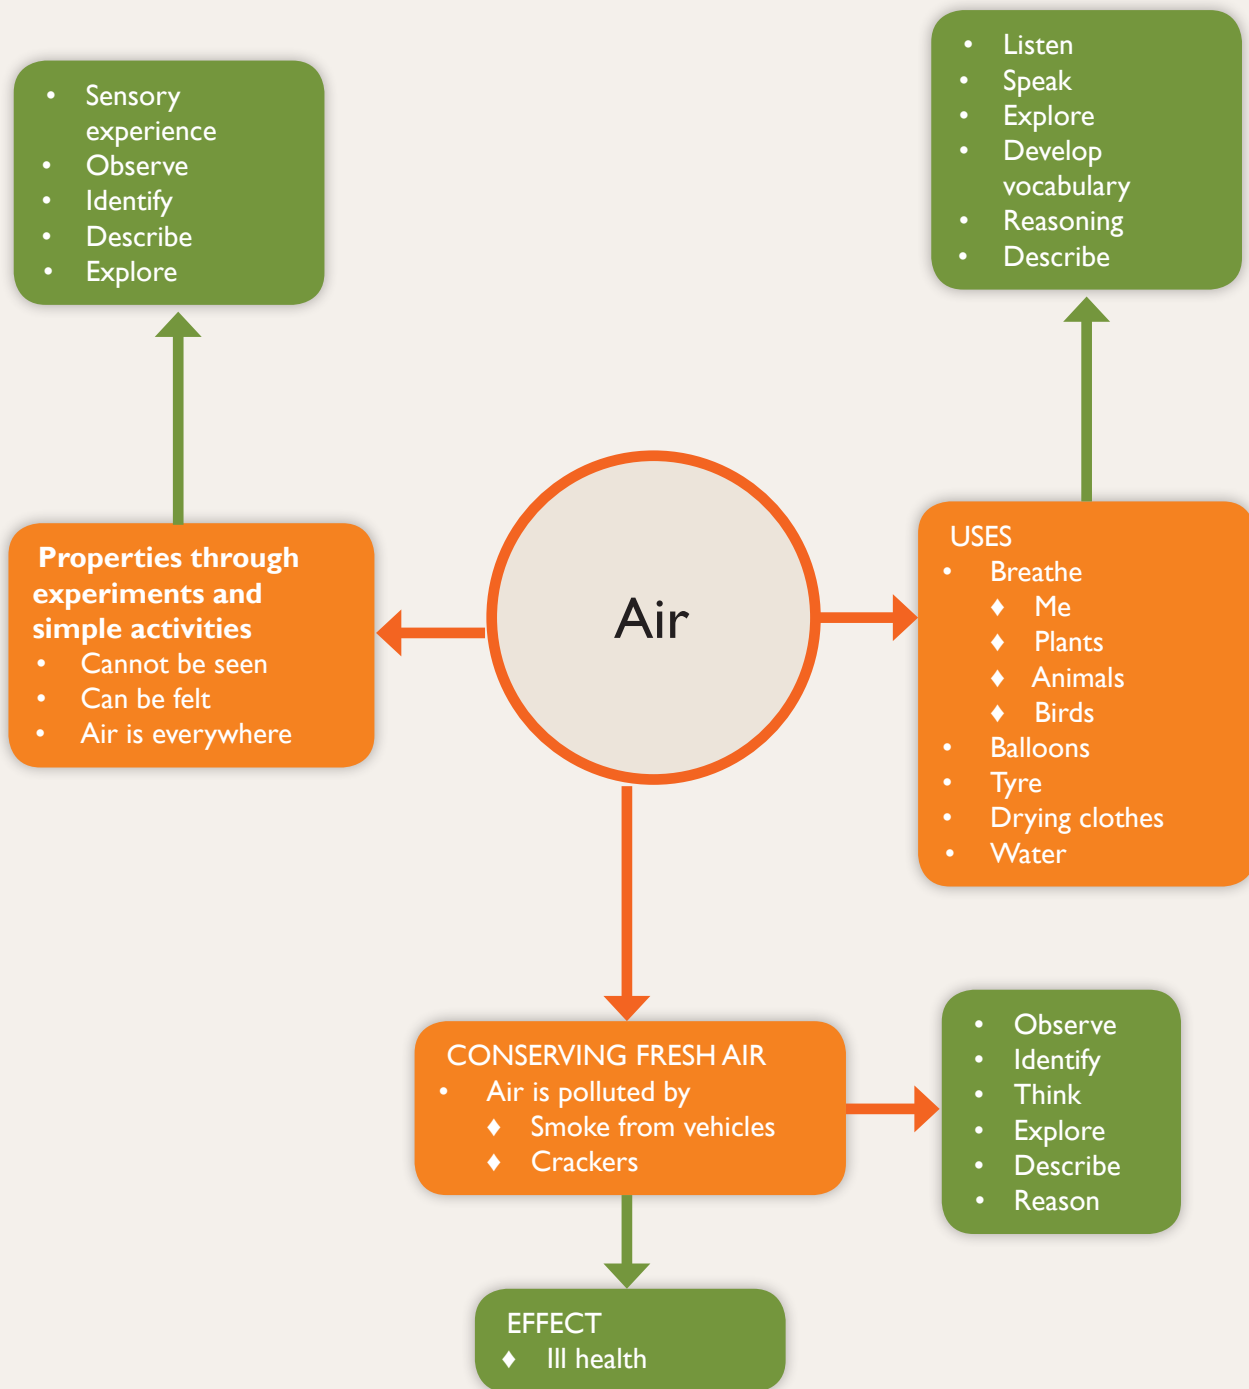 • Sensory
experience
• Observe
• Identify
• Describe
• Explore
• Listen
• Speak
• Explore
• Develop
vocabulary
• Reasoning
• Describe
Properties through
experiments and
simple activities
• Cannot be seen
• Can be felt
• Air is everywhere
Air
USES
• Breathe
♦ Me
♦ Plants
♦ Animals
♦ Birds
• Balloons
• Tyre
• Drying clothes
• Water
CONSERVING FRESH AIR
• Air is polluted by
♦ Smoke from vehicles
♦ Crackers
• Observe
• Identify
• Think
• Explore
• Describe
• Reason
EFFECT
♦ Ill health